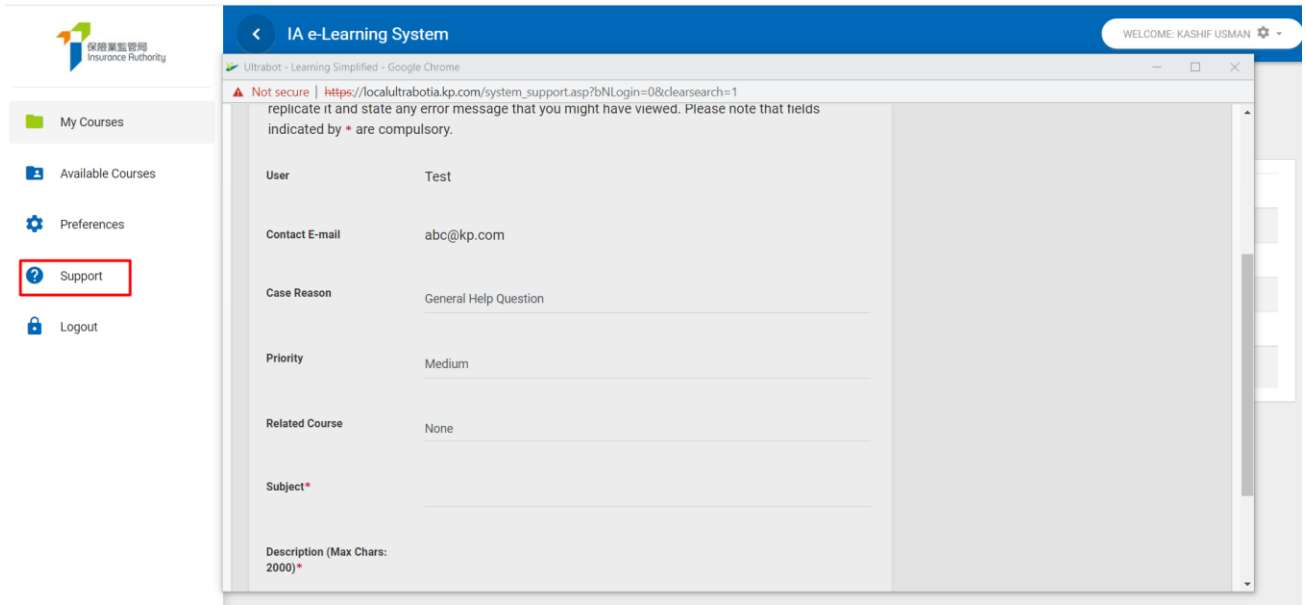 保險業監管局
Insurance Authority
IA e-Learning System
WELCOME: KASHIF USMAN
My Courses
Available Courses
Preferences
Support
Logout
Ultrabot - Learning Simplified - Google Chrome
Not secure | https://localultrabotia.kp.com/system_support.asp?bNLogin=0&clearsearch=1
replicate it and state any error message that you might have viewed. Please note that fields
indicated by * are compulsory.
User Test
Contact E-mail abc@kp.com
Case Reason General Help Question
Priority Medium
Related Course None
Subject*
Description (Max Chars:
2000)*